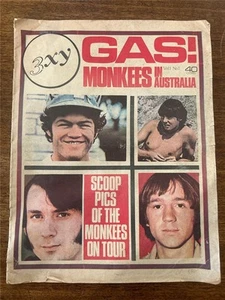 3xy
GAS!
MONKEES IN
AUSTRALIA
40
SCOOP
PICS
OF THE
MONKEES
ON TOUR